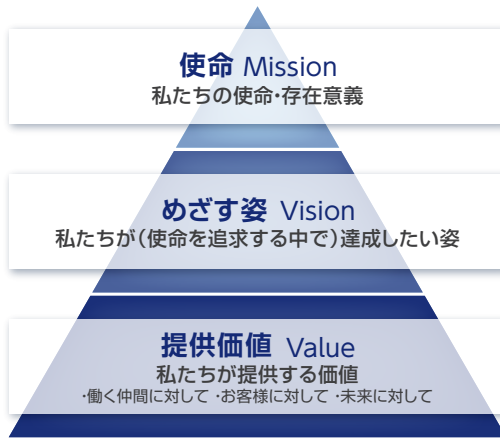 使命 Mission
私たちの使命・存在意義
めざす姿 Vision
私たちが(使命を追求する中で)達成したい姿
提供価値 Value
私たちが提供する価値
・働く仲間に対して ・お客様に対して ・未来に対して